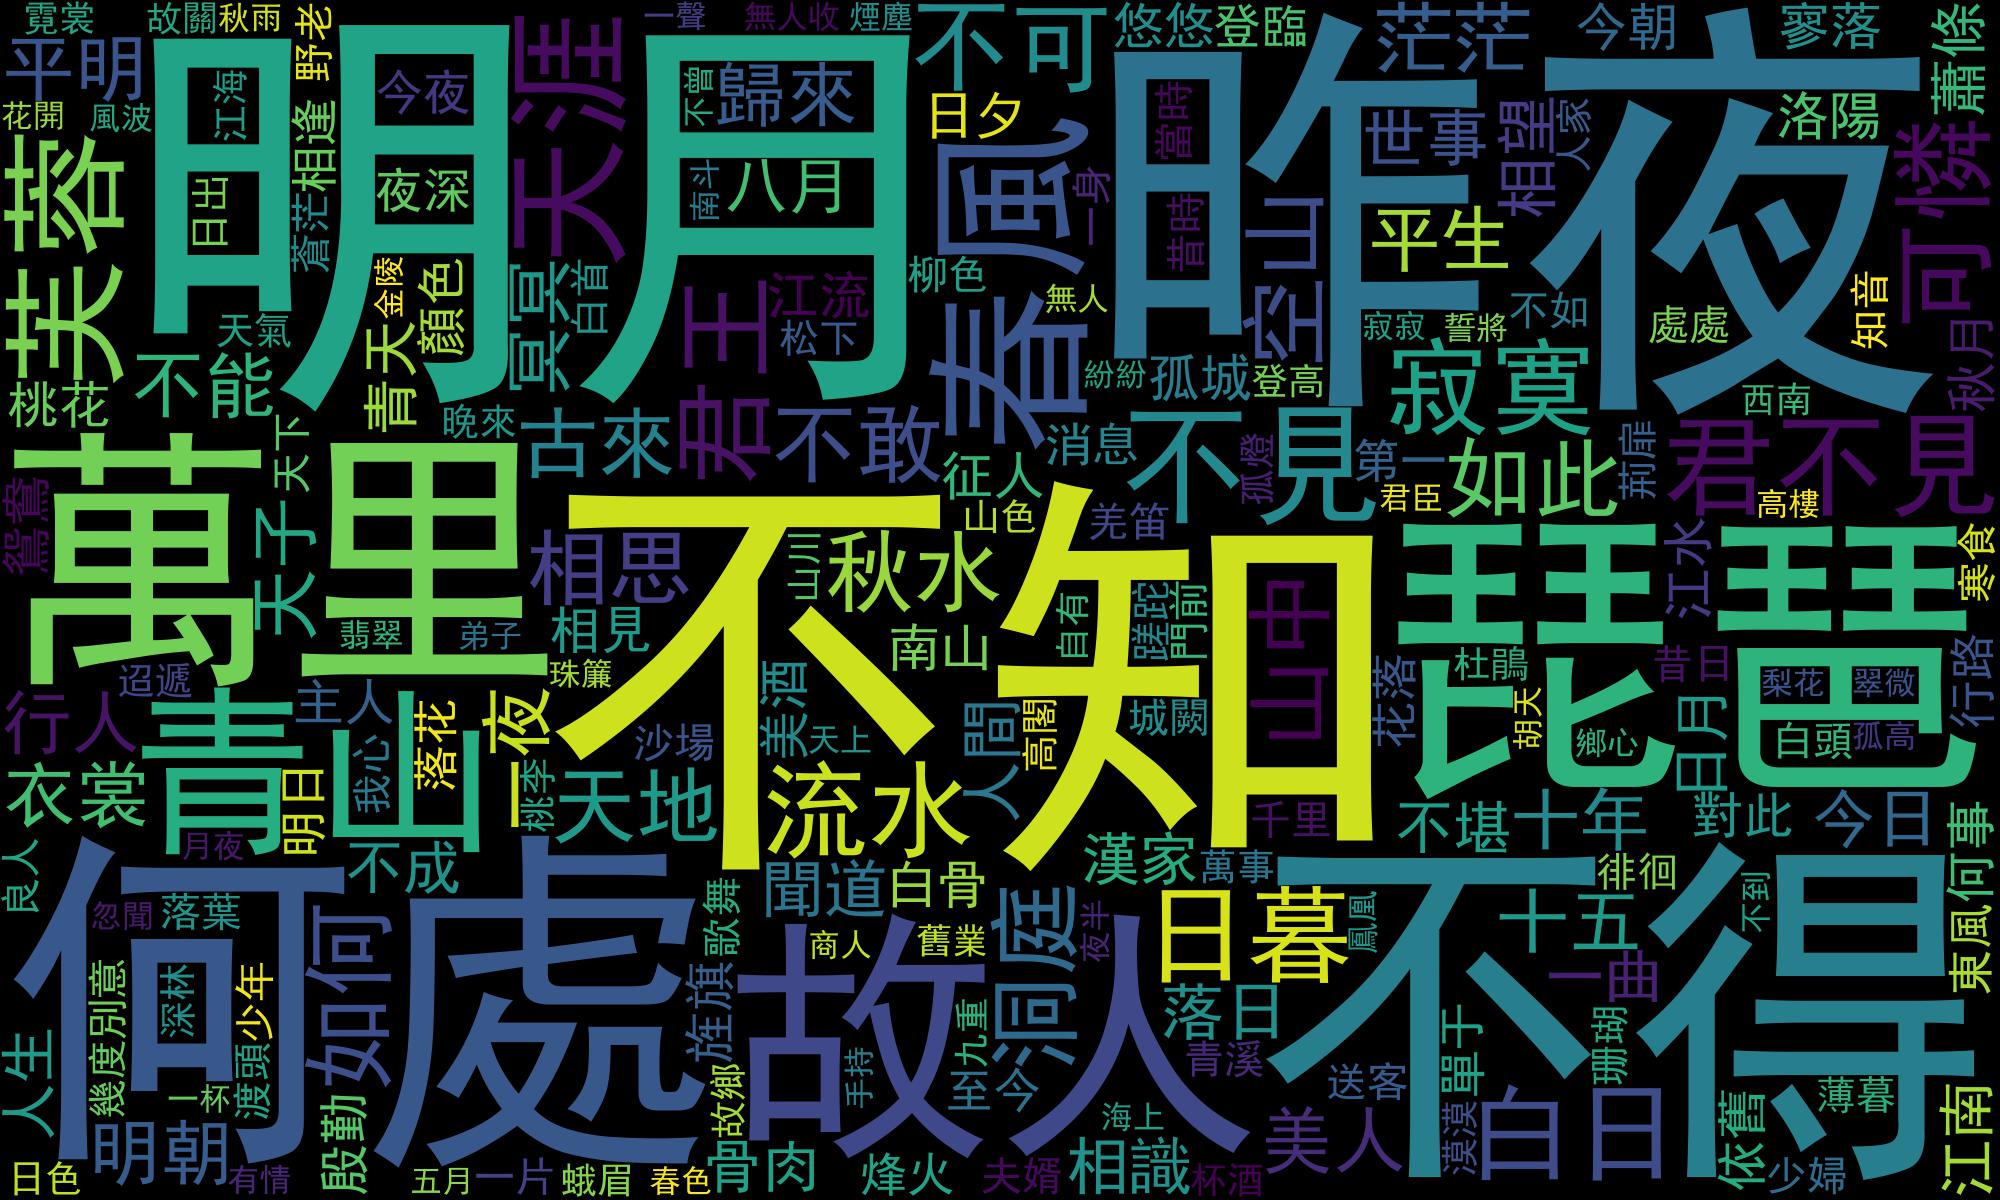 霓裳
故關
秋雨
野老
一聲
無人收
煙塵
不可
悠悠
登臨
茫茫
今朝
寥落
蕭條
平明
明月
江海
今夜
天涯
不曾
歸來
昨夜
花開
風波
相逢
日夕
春風
當時
世事
相望
人家
洛陽
可憐
芙蓉
日出
蒼茫
夜深
南斗
八月
一身
昔時
空山
平生
知音
金陵
顏色
冥冥
白首
君王
江流
柳色
無人
天氣
青天
松下
寂寂
誓將
不如
處處
秋月
桃花
不能
紛紛
孤城
登高
寂寞
西南
晚來
古來
不敢
不見
消息
孤燈
第一
如此
荊扉
君不見
天下
萬里
鴛鴦
征人
君臣
高樓
天子
山色
羌笛
琵琶
江水
寒食
相思
山川
秋水
不知
山中
翡翠
弟子
相見
南山
自有
蹉跎
門前
杜鵑
昔日
行路
迢遞
珠簾
花落
梨花
翠微
行人
主人
青山
一夜
美酒
人間
城闕
胡天
日月
落花
沙場
天上
高閣
鄉心
白頭
孤高
衣裳
明日
我心
桃李
天地
流水
千里
不堪
十年
對此
今日
良人
月夜
不成
漢家
萬事
徘徊
何事
何處
忽聞
落葉
歌舞
聞道
白骨
日暮
鳳凰
十五
不到
不得
東風
如何
商人
舊業
洞庭
夜半
一曲
人生
幾度
別意
深林
少年
旌旗
故人
九重
落日
單于
珊瑚
渡頭
一杯
故鄉
手持
至今
青溪
送客
薄暮
江南
明朝
殷勤
海上
美人
漠漠
白日
依舊
日色
有情
五月
一片
蛾眉
春色
骨肉
烽火
夫婿
相識
杯酒
少婦